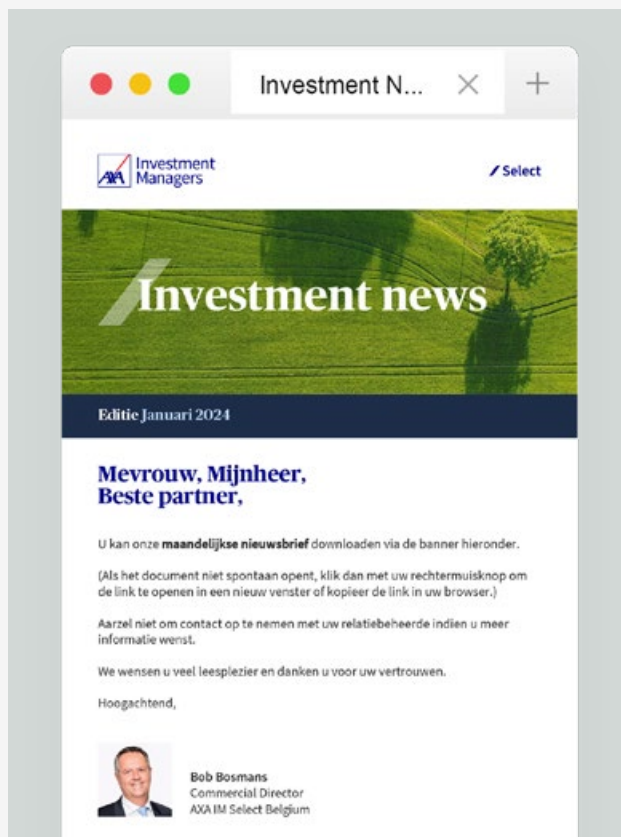 Investment N...
AXA
Investment
Managers
Select
Investment news
Editie Januari 2024
Mevrouw, Mijnheer,
Beste partner,
U kan onze maandelijkse nieuwsbrief downloaden via de banner hieronder.
(Als het document niet spontaan opent, klik dan met uw rechtermuisknop om
de link te openen in een nieuw venster of kopieer de link in uw browser.)
Aarzel niet om contact op te nemen met uw relatiebeheerde indien u meer
informatie wenst.
We wensen u veel leesplezier en danken u voor uw vertrouwen.
Hoogachtend,
Bob Bosmans
Commercial Director
AXA IM Select Belgium